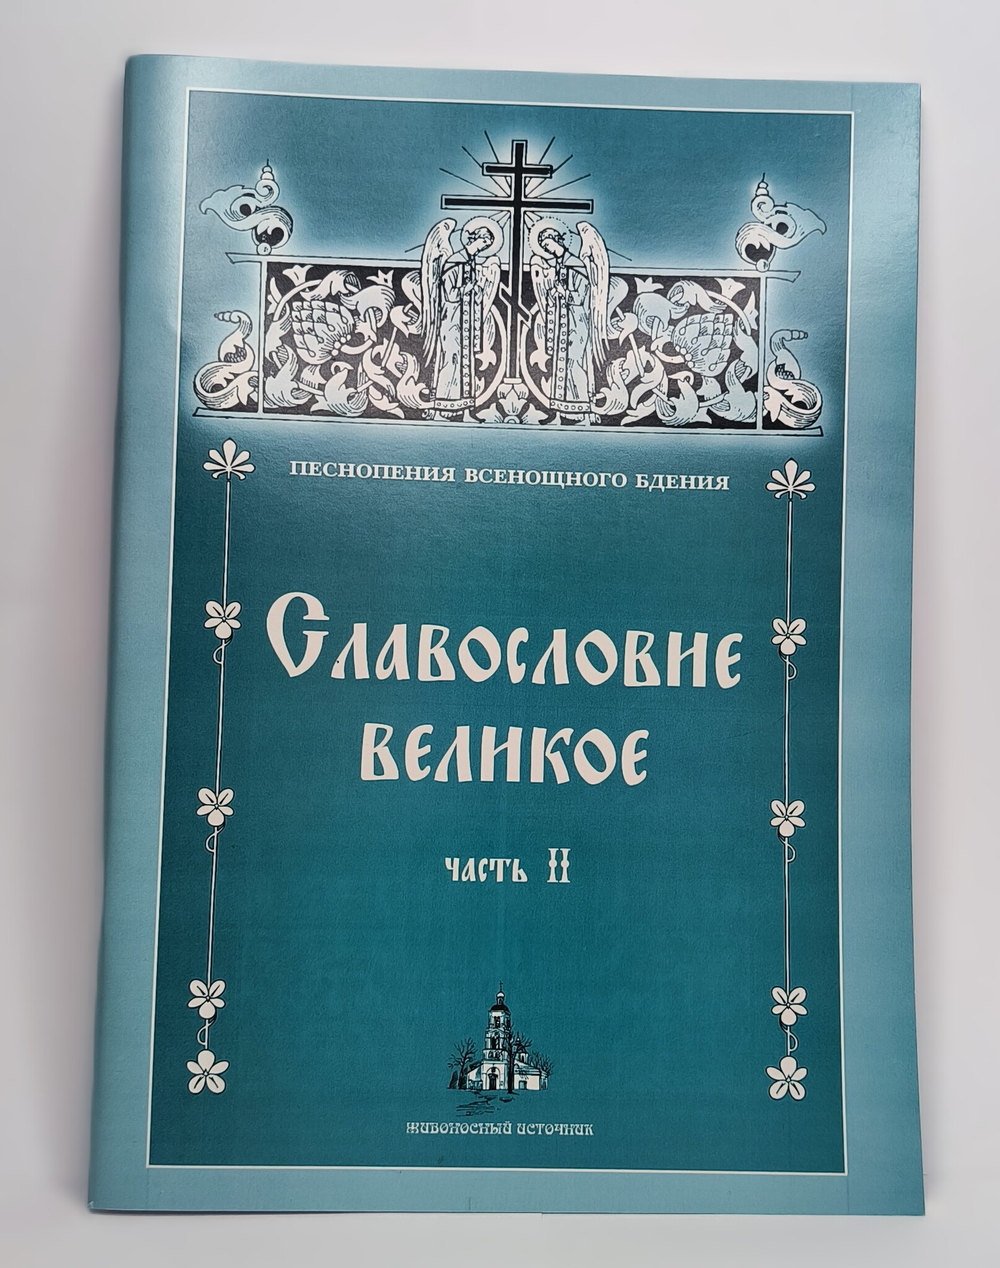 ПЕСНОПЕНИЯ ВСЕНОЩНОГО БДЕНИЯ
Славословие
великое
часть II
ЖИВОНОСНЫЙ ИСТОЧНИК